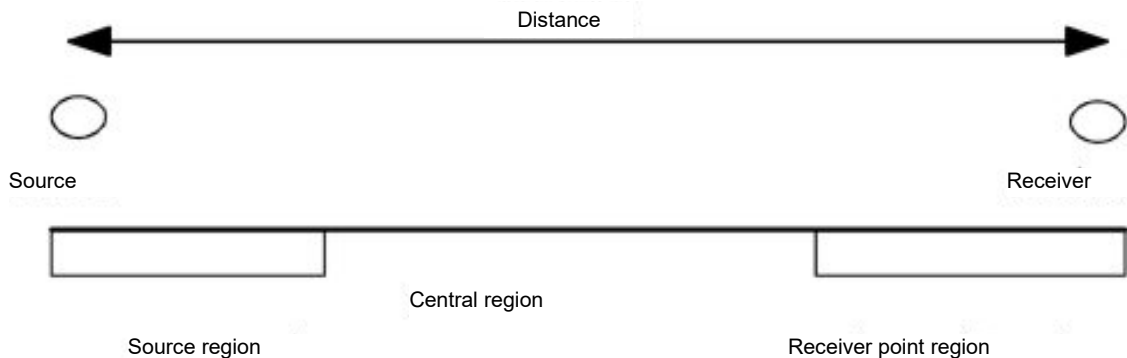 Distance
Source
Receiver
Central region
Source region
Receiver point region